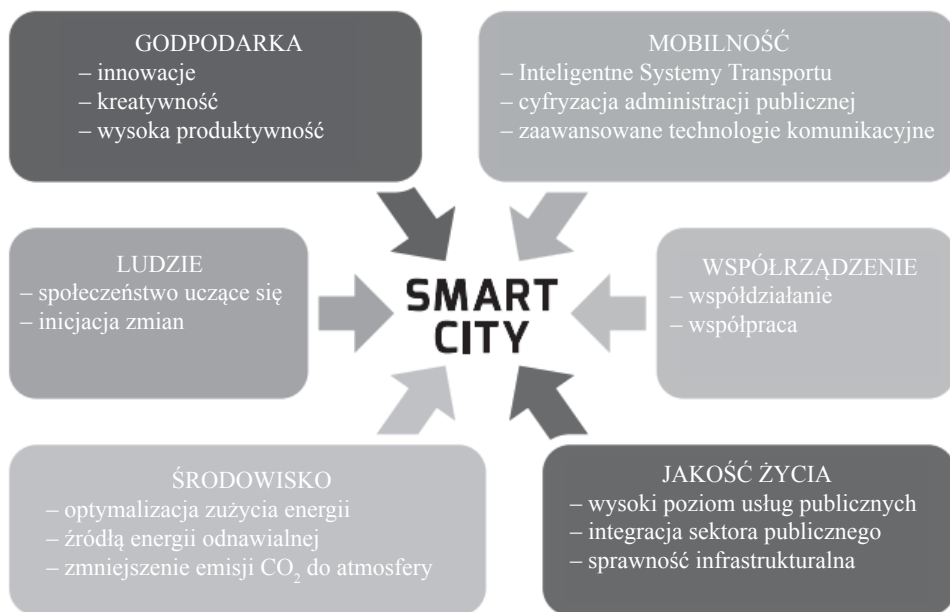 GODPODARKA
– innowacje
– kreatywność
– wysoka produktywność
MOBILNOŚĆ
– Inteligentne Systemy Transportu
– cyfryzacja administracji publicznej
– zaawansowane technologie komunikacyjne
LUDZIE
– społeczeństwo uczące się
– inicjacja zmian
SMART
CITY
WSPÓŁRZĄDZENIE
– współdziałanie
– współpraca
ŚRODOWISKO
– optymalizacja zużycia energii
– źródłą energii odnawialnej
– zmniejszenie emisji CO₂ do atmosfery
JAKOŚĆ ŻYCIA
– wysoki poziom usług publicznych
– integracja sektora publicznego
– sprawność infrastrukturalna